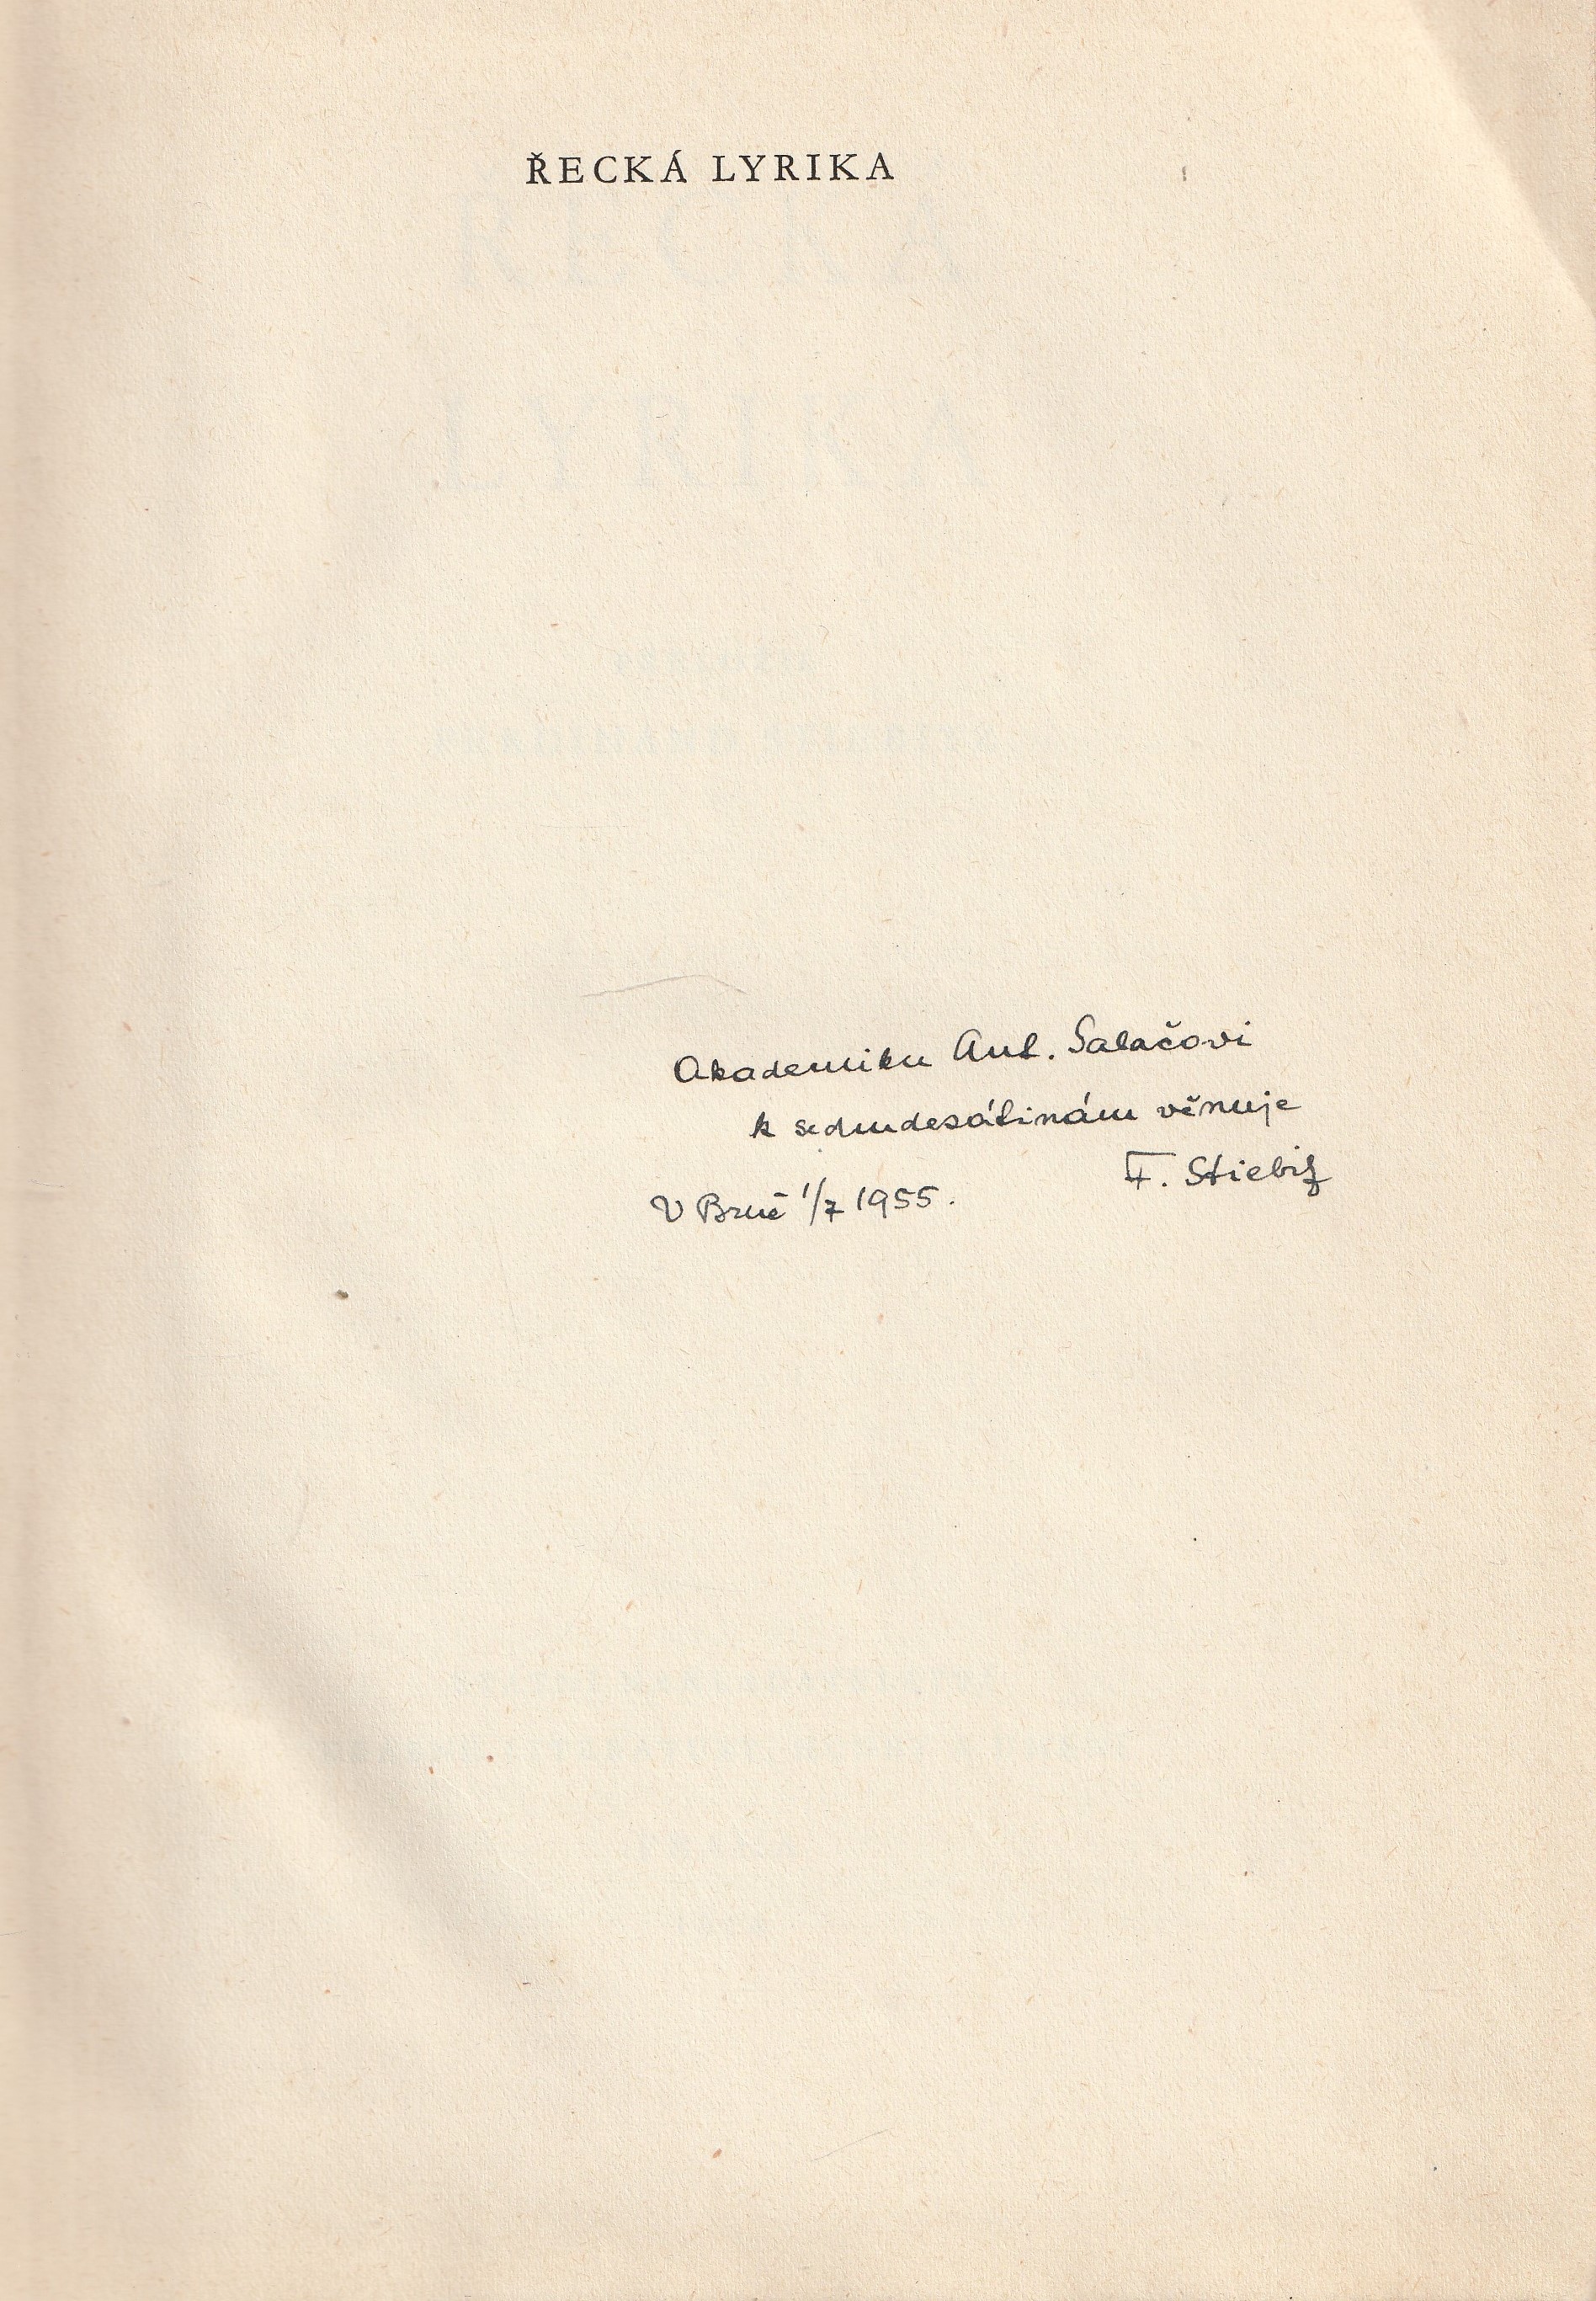 ŘECKÁ LYRIKA
Akademiku Ant. Salačovi
k sedmdesátinám věnuje
F. Stiebitz
V Brně 1/7 1955.